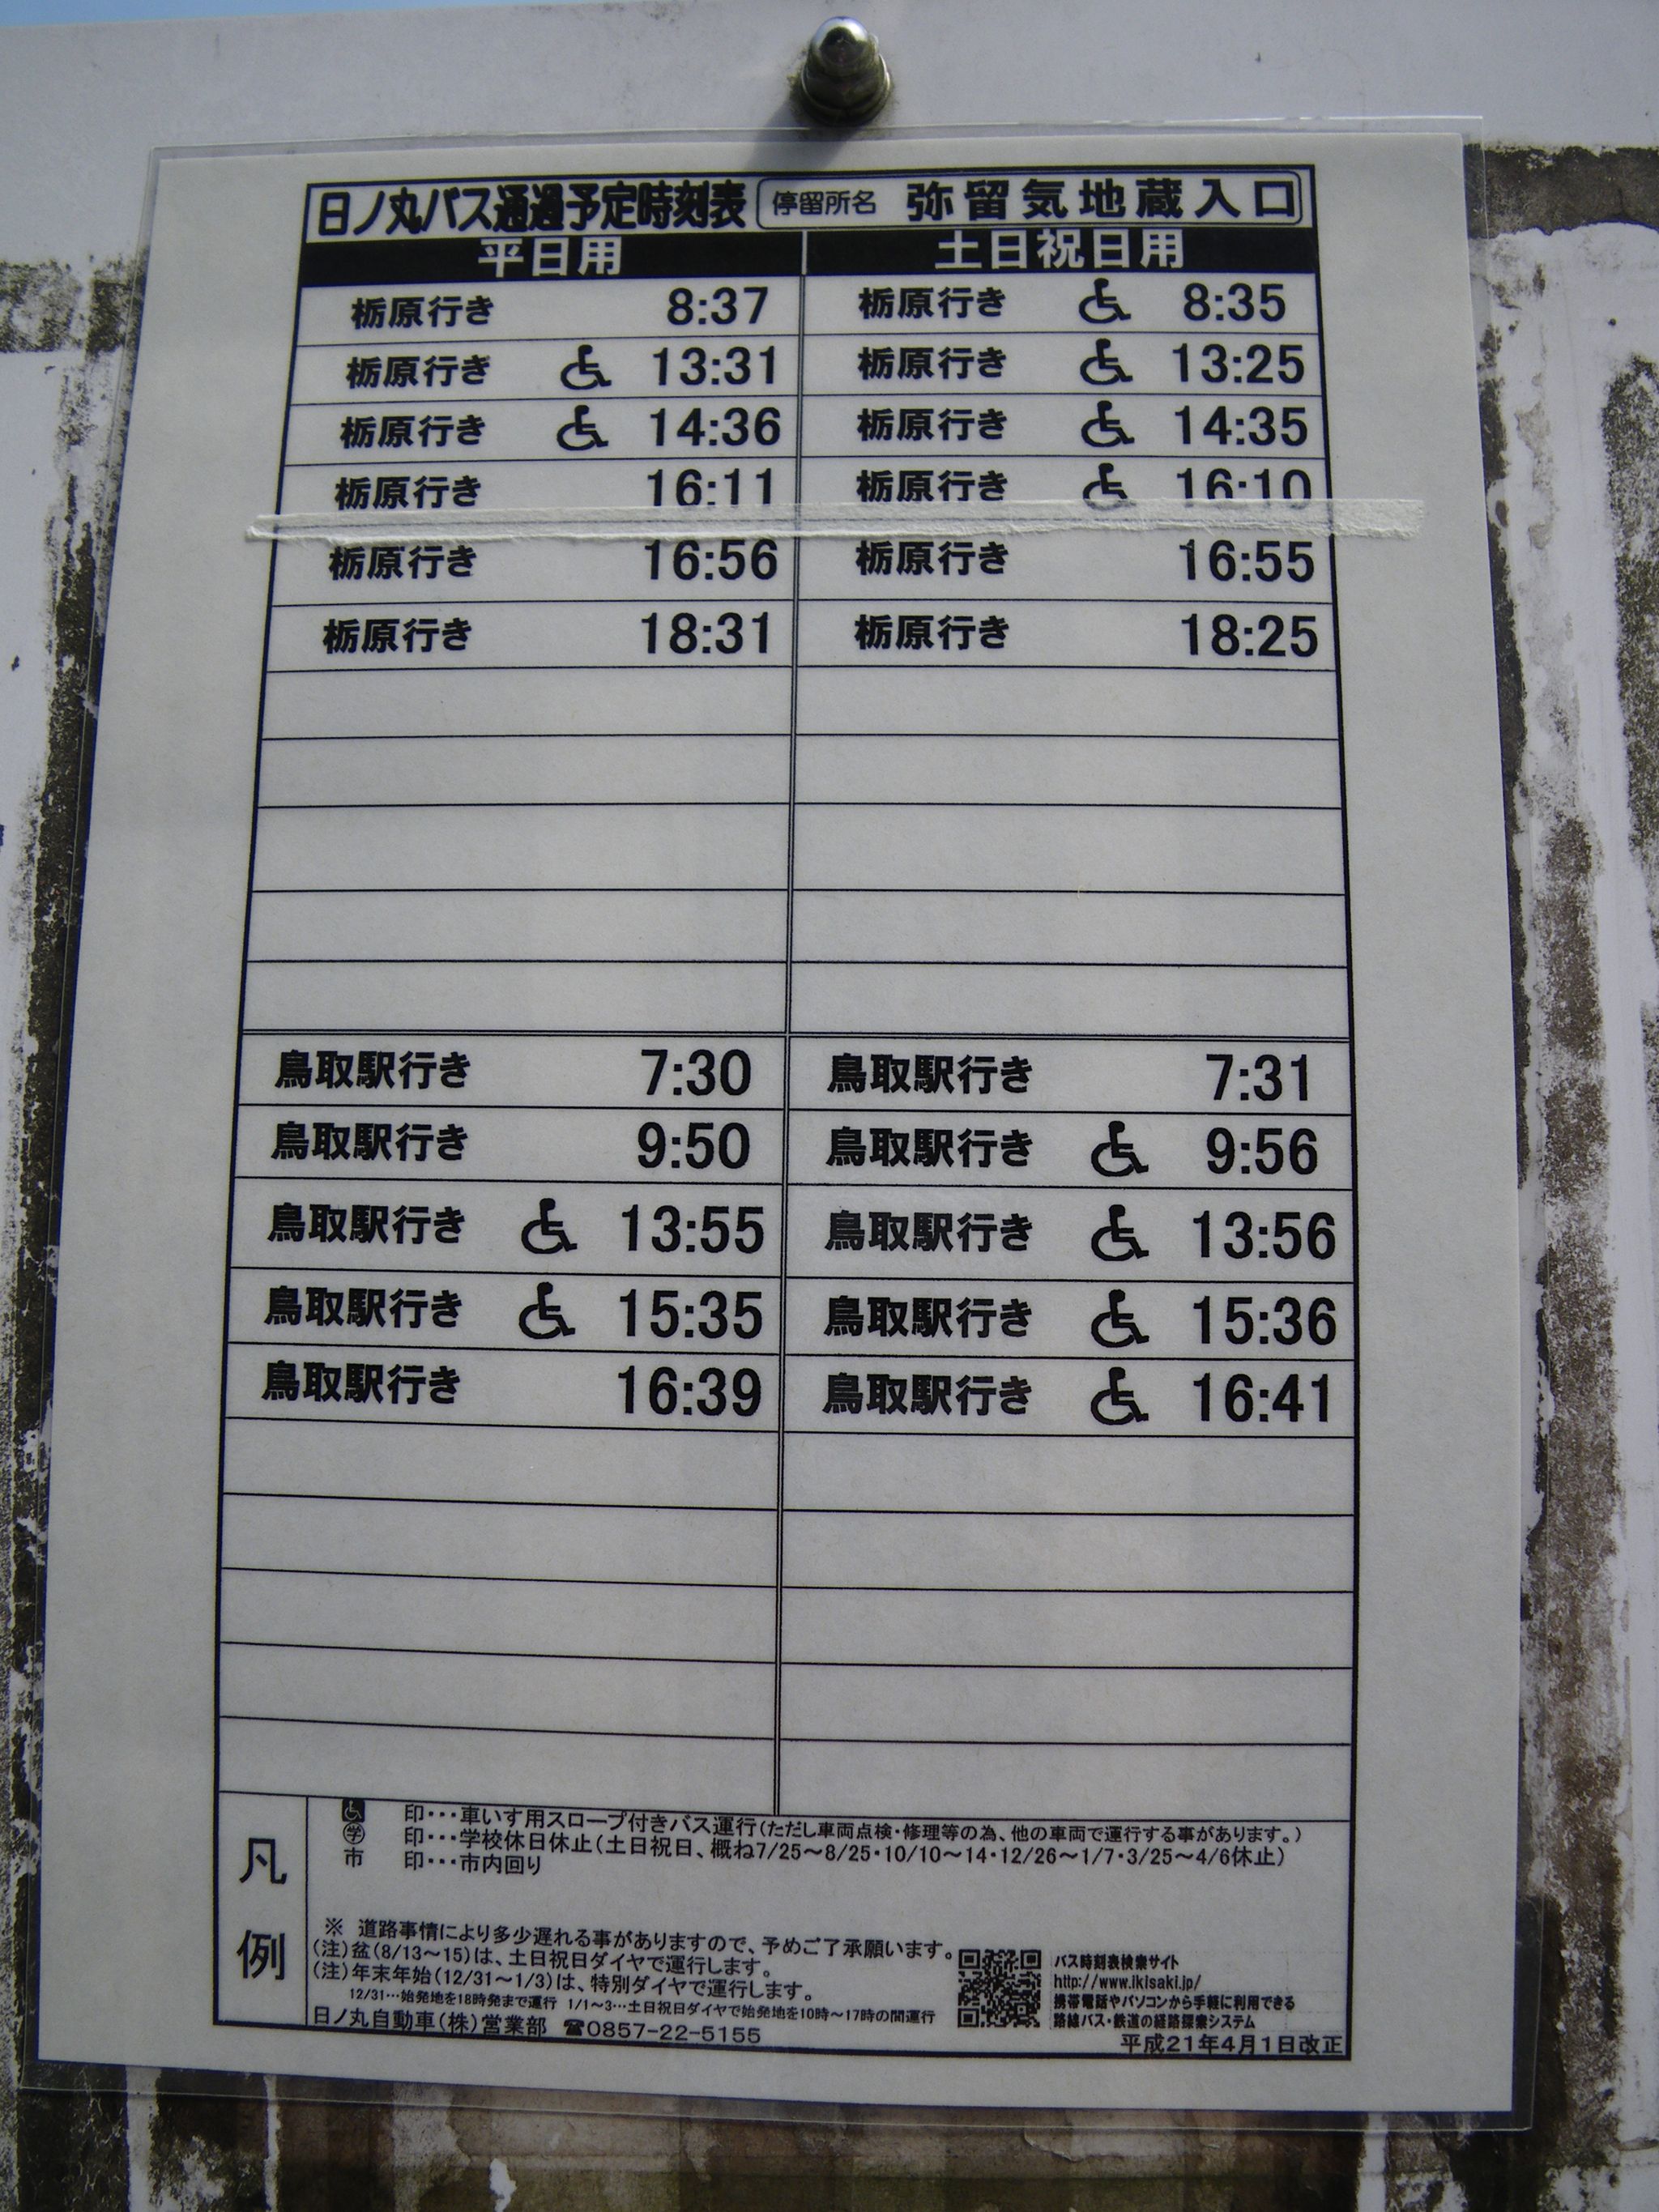 日ノ丸バス通過予定時刻表 停留所名 弥留気地蔵入口
平日用 土日祝日用
栃原行き 8:37 栃原行き ♿ 8:35
栃原行き ♿ 13:31 栃原行き ♿ 13:25
栃原行き ♿ 14:36 栃原行き ♿ 14:35
栃原行き 16:11 栃原行き ♿ 16:10
栃原行き 16:56 栃原行き 16:55
栃原行き 18:31 栃原行き 18:25
鳥取駅行き 7:30 鳥取駅行き 7:31
鳥取駅行き 9:50 鳥取駅行き ♿ 9:56
鳥取駅行き ♿ 13:55 鳥取駅行き ♿ 13:56
鳥取駅行き ♿ 15:35 鳥取駅行き ♿ 15:36
鳥取駅行き 16:39 鳥取駅行き ♿ 16:41
凡例
♿ 印・・・車いす用スロープ付きバス運行(ただし車両点検・修理等の為、他の車両で運行する事があります。)
㊫ 印・・・学校休日休止(土日祝日、概ね7/25～8/25・10/10～14・12/26～1/7・3/25～4/6休止)
市 印・・・市内回り
※ 道路事情により多少遅れる事がありますので、予めご了承願います。
(注)盆(8/13～15)は、土日祝日ダイヤで運行します。
(注)年末年始(12/31～1/3)は、特別ダイヤで運行します。
12/31…始発地を18時発まで運行 1/1～3…土日祝日ダイヤで始発地を10時～17時の間運行
日ノ丸自動車(株)営業部 ☎0857-22-5155
バス時刻表検索サイト
http://www.ikisaki.jp/
携帯電話やパソコンから手軽に利用できる
路線バス・鉄道の経路探索システム
平成21年4月1日改正